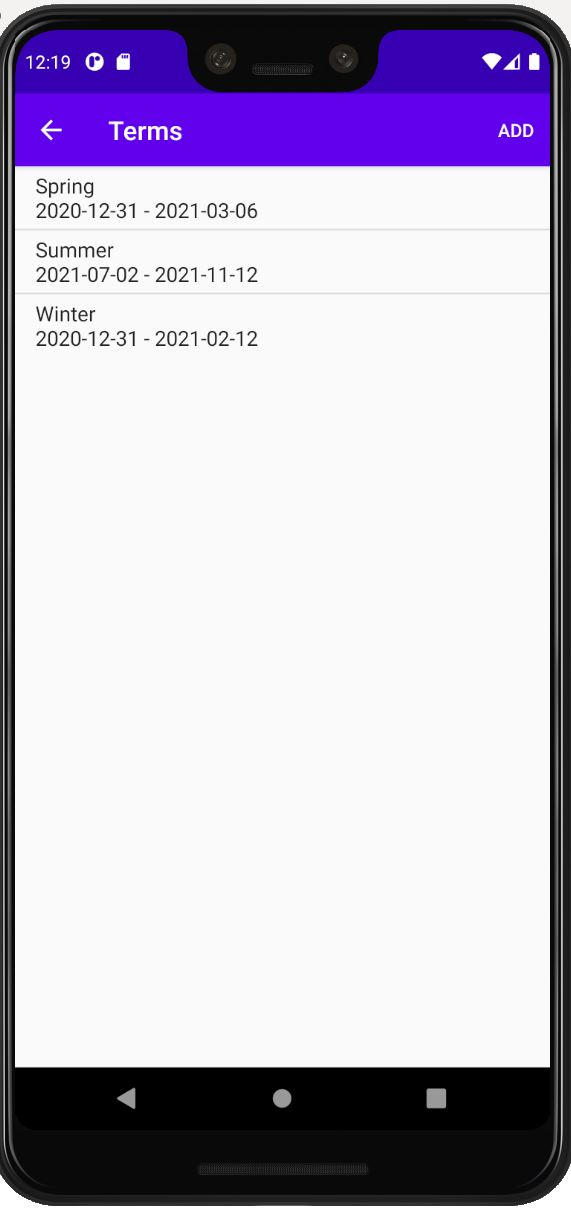 12:19
Terms
ADD
Spring
2020-12-31 - 2021-03-06
Summer
2021-07-02 - 2021-11-12
Winter
2020-12-31 - 2021-02-12